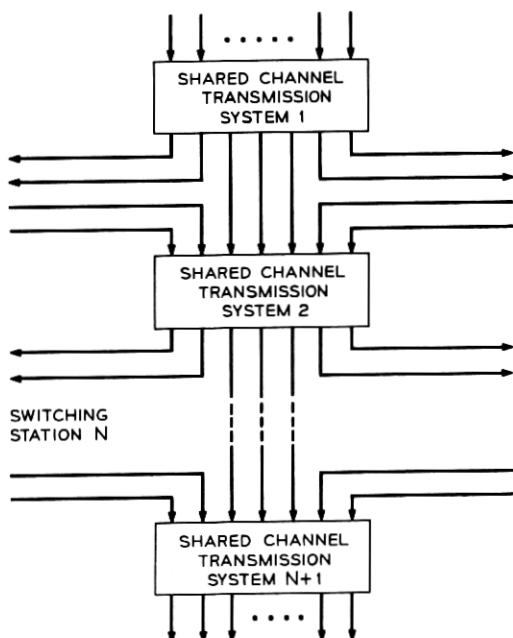 SHARED CHANNEL
TRANSMISSION
SYSTEM 1
SHARED CHANNEL
TRANSMISSION
SYSTEM 2
SWITCHING
STATION N
SHARED CHANNEL
TRANSMISSION
SYSTEM N+1